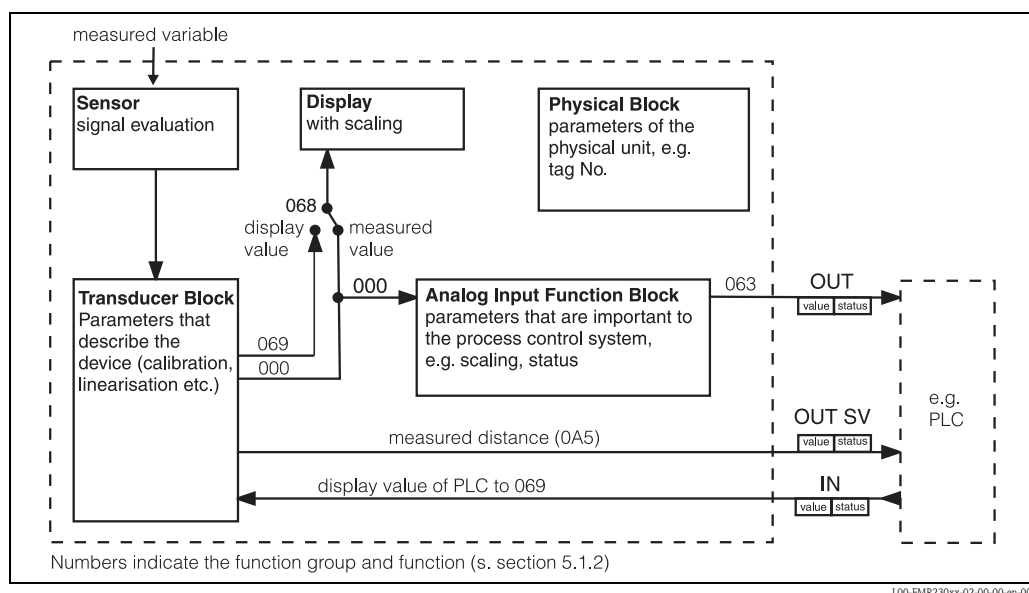 measured variable
Sensor
signal evaluation
Display
with scaling
Physical Block
parameters of the
physical unit, e.g.
tag No.
068
display
value
measured
value
000
Transducer Block
Parameters that
describe the
device (calibration,
linearisation etc.)
069
000
Analog Input Function Block
parameters that are important to
the process control system,
e.g. scaling, status
063
OUT
value status
e.g.
PLC
measured distance (0A5)
OUT SV
value status
display value of PLC to 069
IN
value status
Numbers indicate the function group and function (s. section 5.1.2)